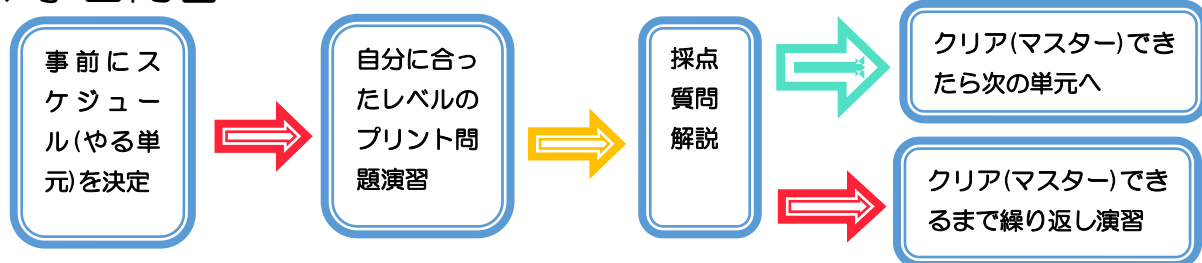 事前にス
ケジュー
ル(やる単
元)を決定
自分に合っ
たレベルの
プリント問
題演習
採点
質問
解説
クリア(マスター)でき
たら次の単元へ
クリア(マスター)でき
るまで繰り返し演習